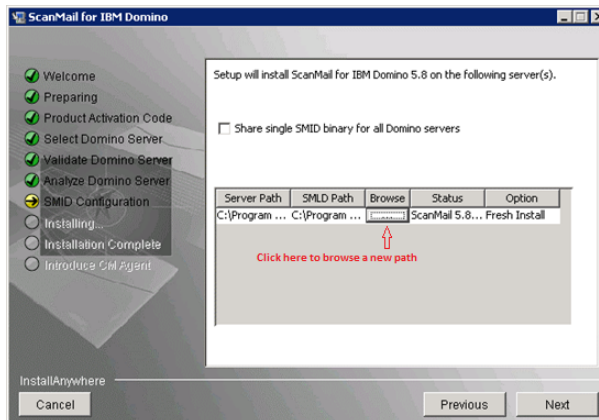 ScanMail for IBM Domino
Setup will install ScanMail for IBM Domino 5.8 on the following server(s).
Welcome
Preparing
Product Activation Code
Select Domino Server
Validate Domino Server
Analyze Domino Server
SMID Configuration
Installing...
Installation Complete
Introduce CM Agent
Share single SMID binary for all Domino servers
Server Path SMLD Path Browse Status Option
C:\Program ... C:\Program ... ........ ScanMail 5.8... Fresh Install
Click here to browse a new path
InstallAnywhere
Cancel Previous Next